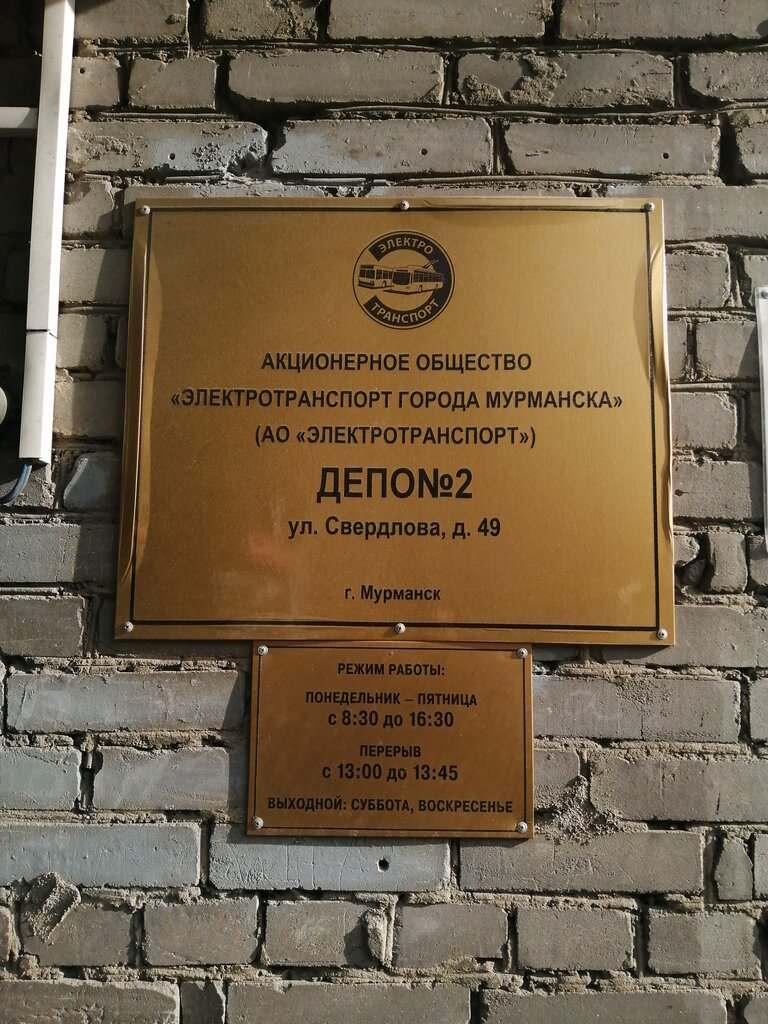 ЭЛЕКТРО
ТРАНСПОРТ
АКЦИОНЕРНОЕ ОБЩЕСТВО
«ЭЛЕКТРОТРАНСПОРТ ГОРОДА МУРМАНСКА»
(АО «ЭЛЕКТРОТРАНСПОРТ»)
ДЕПО№2
ул. Свердлова, д. 49
г. Мурманск
РЕЖИМ РАБОТЫ:
ПОНЕДЕЛЬНИК – ПЯТНИЦА
с 8:30 до 16:30
ПЕРЕРЫВ
с 13:00 до 13:45
ВЫХОДНОЙ: СУББОТА, ВОСКРЕСЕНЬЕ